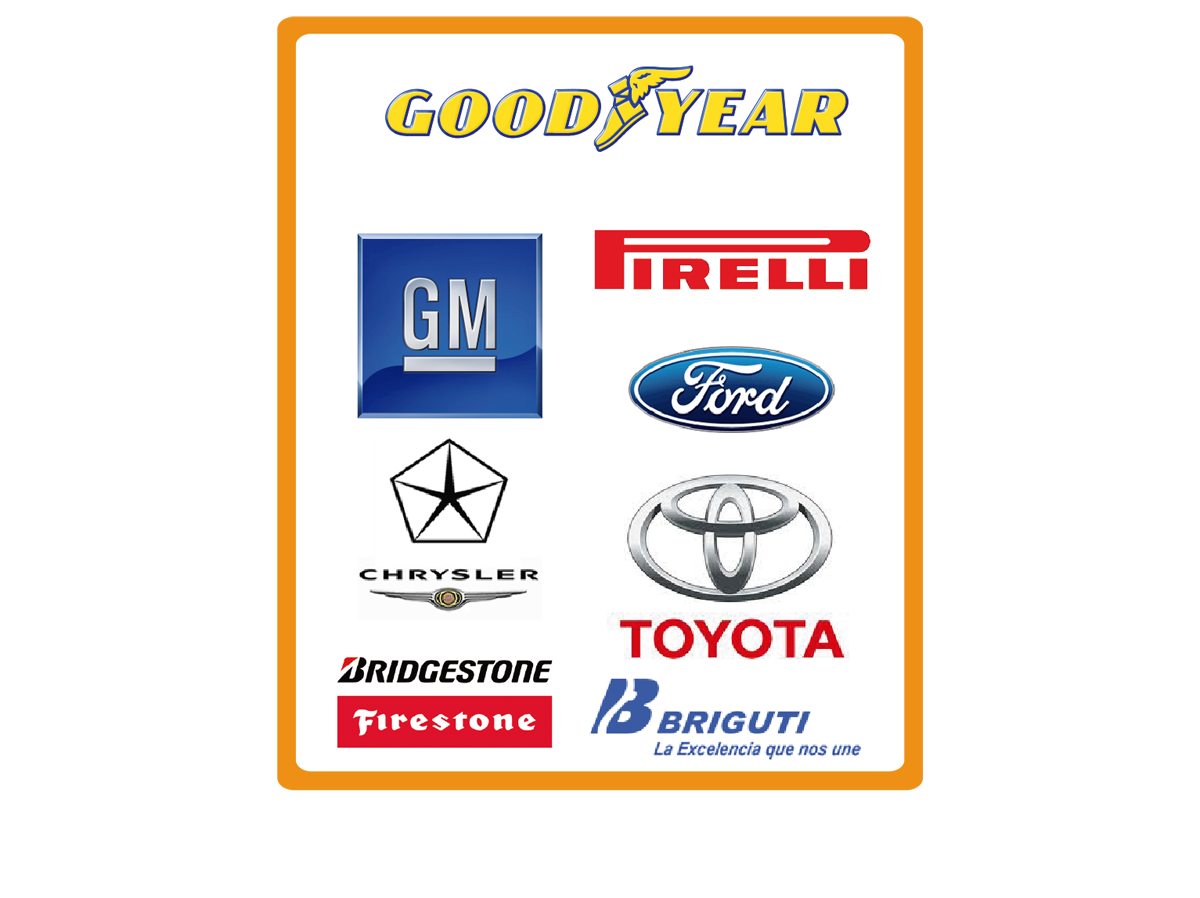 GOODYEAR
GM
PIRELLI
Ford
CHRYSLER
TOYOTA
BRIDGESTONE
Firestone
B BRIGUTI
La Excelencia que nos une